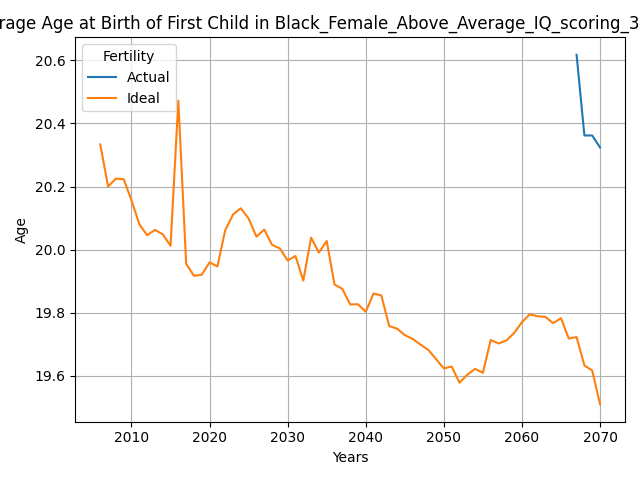 rage Age at Birth of First Child in Black_Female_Above_Average_IQ_scoring_3
Fertility
Actual
Ideal
20.6
20.4
20.2
20.0
19.8
19.6
Age
2010 2020 2030 2040 2050 2060 2070
Years